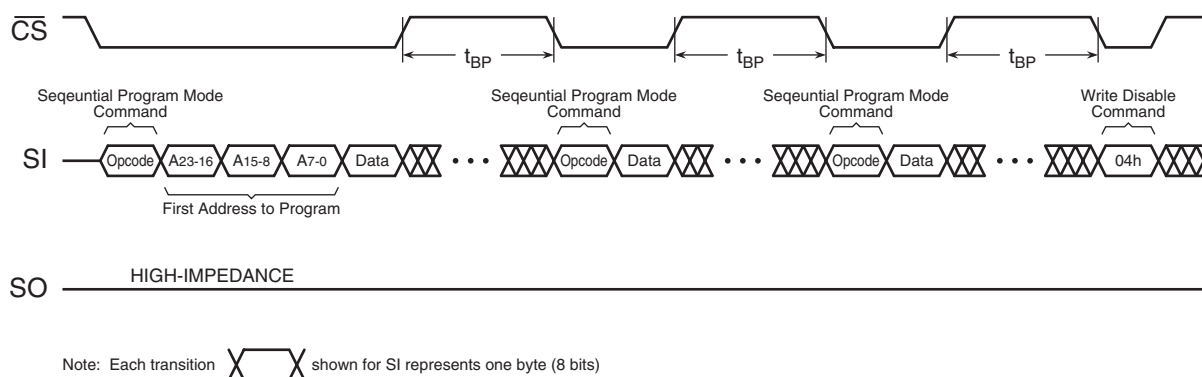 CS
tBP tBP tBP
Seqeuntial Program Mode Command
Seqeuntial Program Mode Command
Seqeuntial Program Mode Command
Write Disable Command
SI Opcode A23-16 A15-8 A7-0 Data • • • Opcode Data • • • Opcode Data • • • 04h
First Address to Program
HIGH-IMPEDANCE
SO
Note: Each transition shown for SI represents one byte (8 bits)